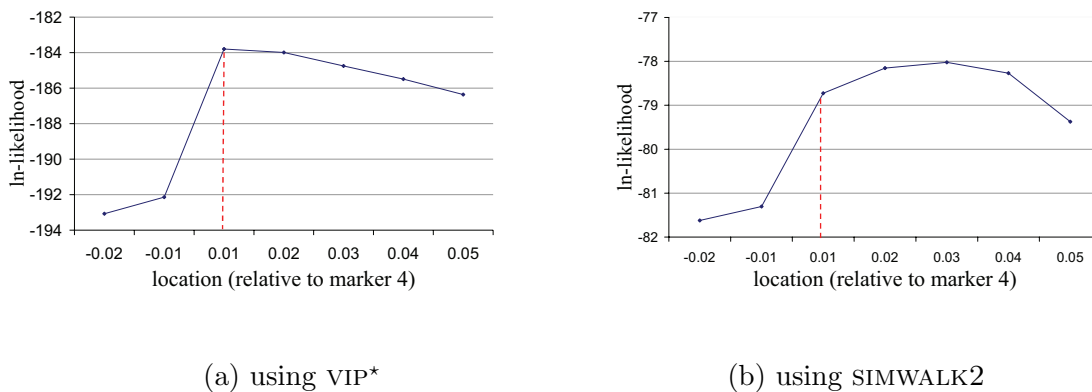 -182
-184
-186
-188
-190
-192
-194
ln-likelihood
-0.02 -0.01 0.01 0.02 0.03 0.04 0.05
location (relative to marker 4)
(a) using VIP⋆
-77
-78
-79
-80
-81
-82
ln-likelihood
-0.02 -0.01 0.01 0.02 0.03 0.04 0.05
location (relative to marker 4)
(b) using SIMWALK2